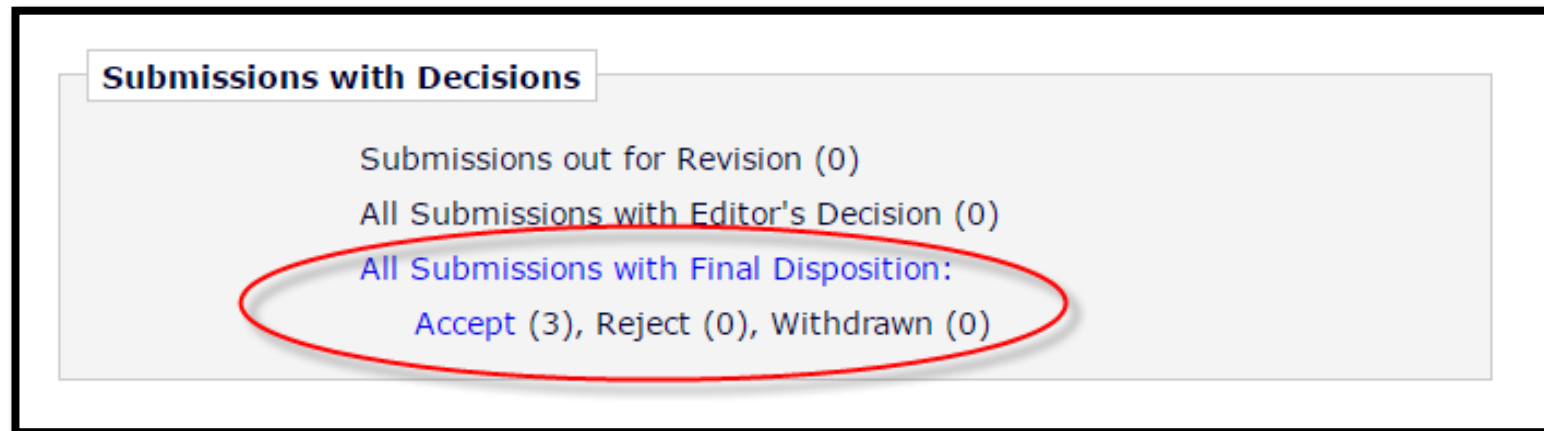 Submissions with Decisions
Submissions out for Revision (0)
All Submissions with Editor's Decision (0)
All Submissions with Final Disposition:
Accept (3), Reject (0), Withdrawn (0)